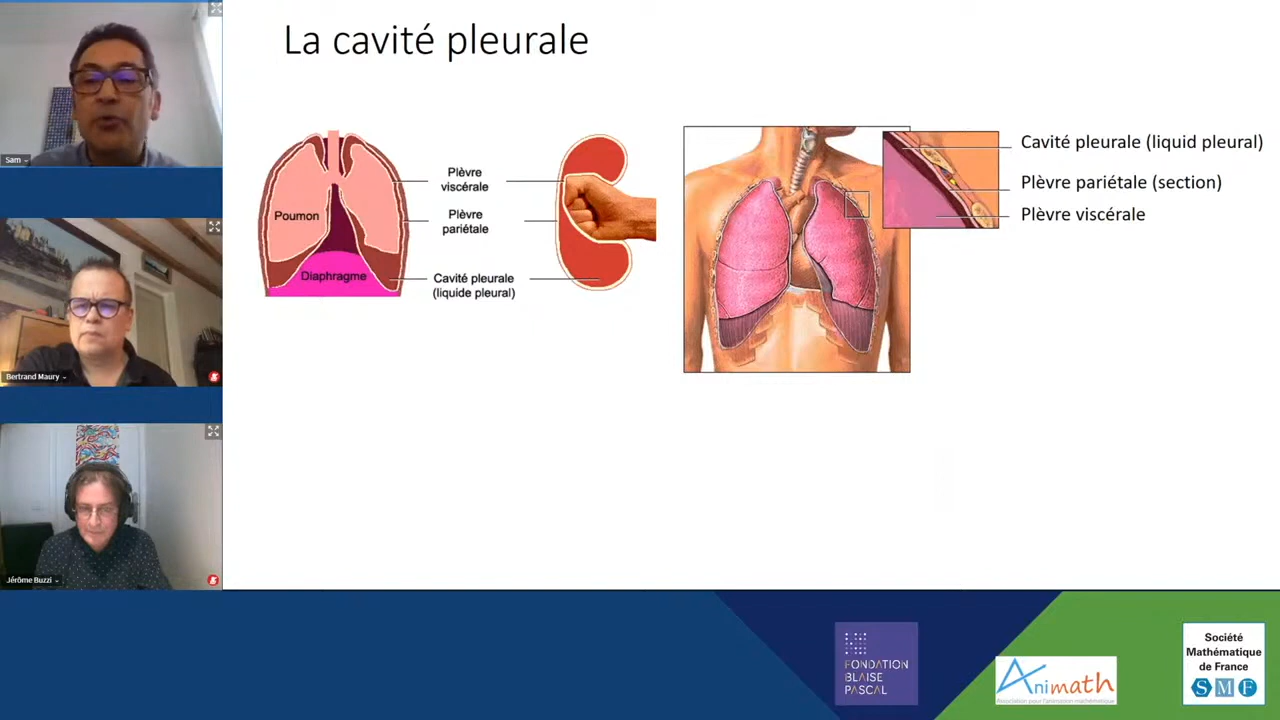 La cavité pleurale
Sam
Bertrand Maury
Jérôme Buzzi
Poumon
Diaphragme
Plèvre
viscérale
Plèvre
pariétale
Cavité pleurale
(liquide pleural)
Cavité pleurale (liquid pleural)
Plèvre pariétale (section)
Plèvre viscérale
FONDATION
BLAISE
PASCAL
Animath
Association pour l'animation mathématique
Société
Mathématique
de France
S M F